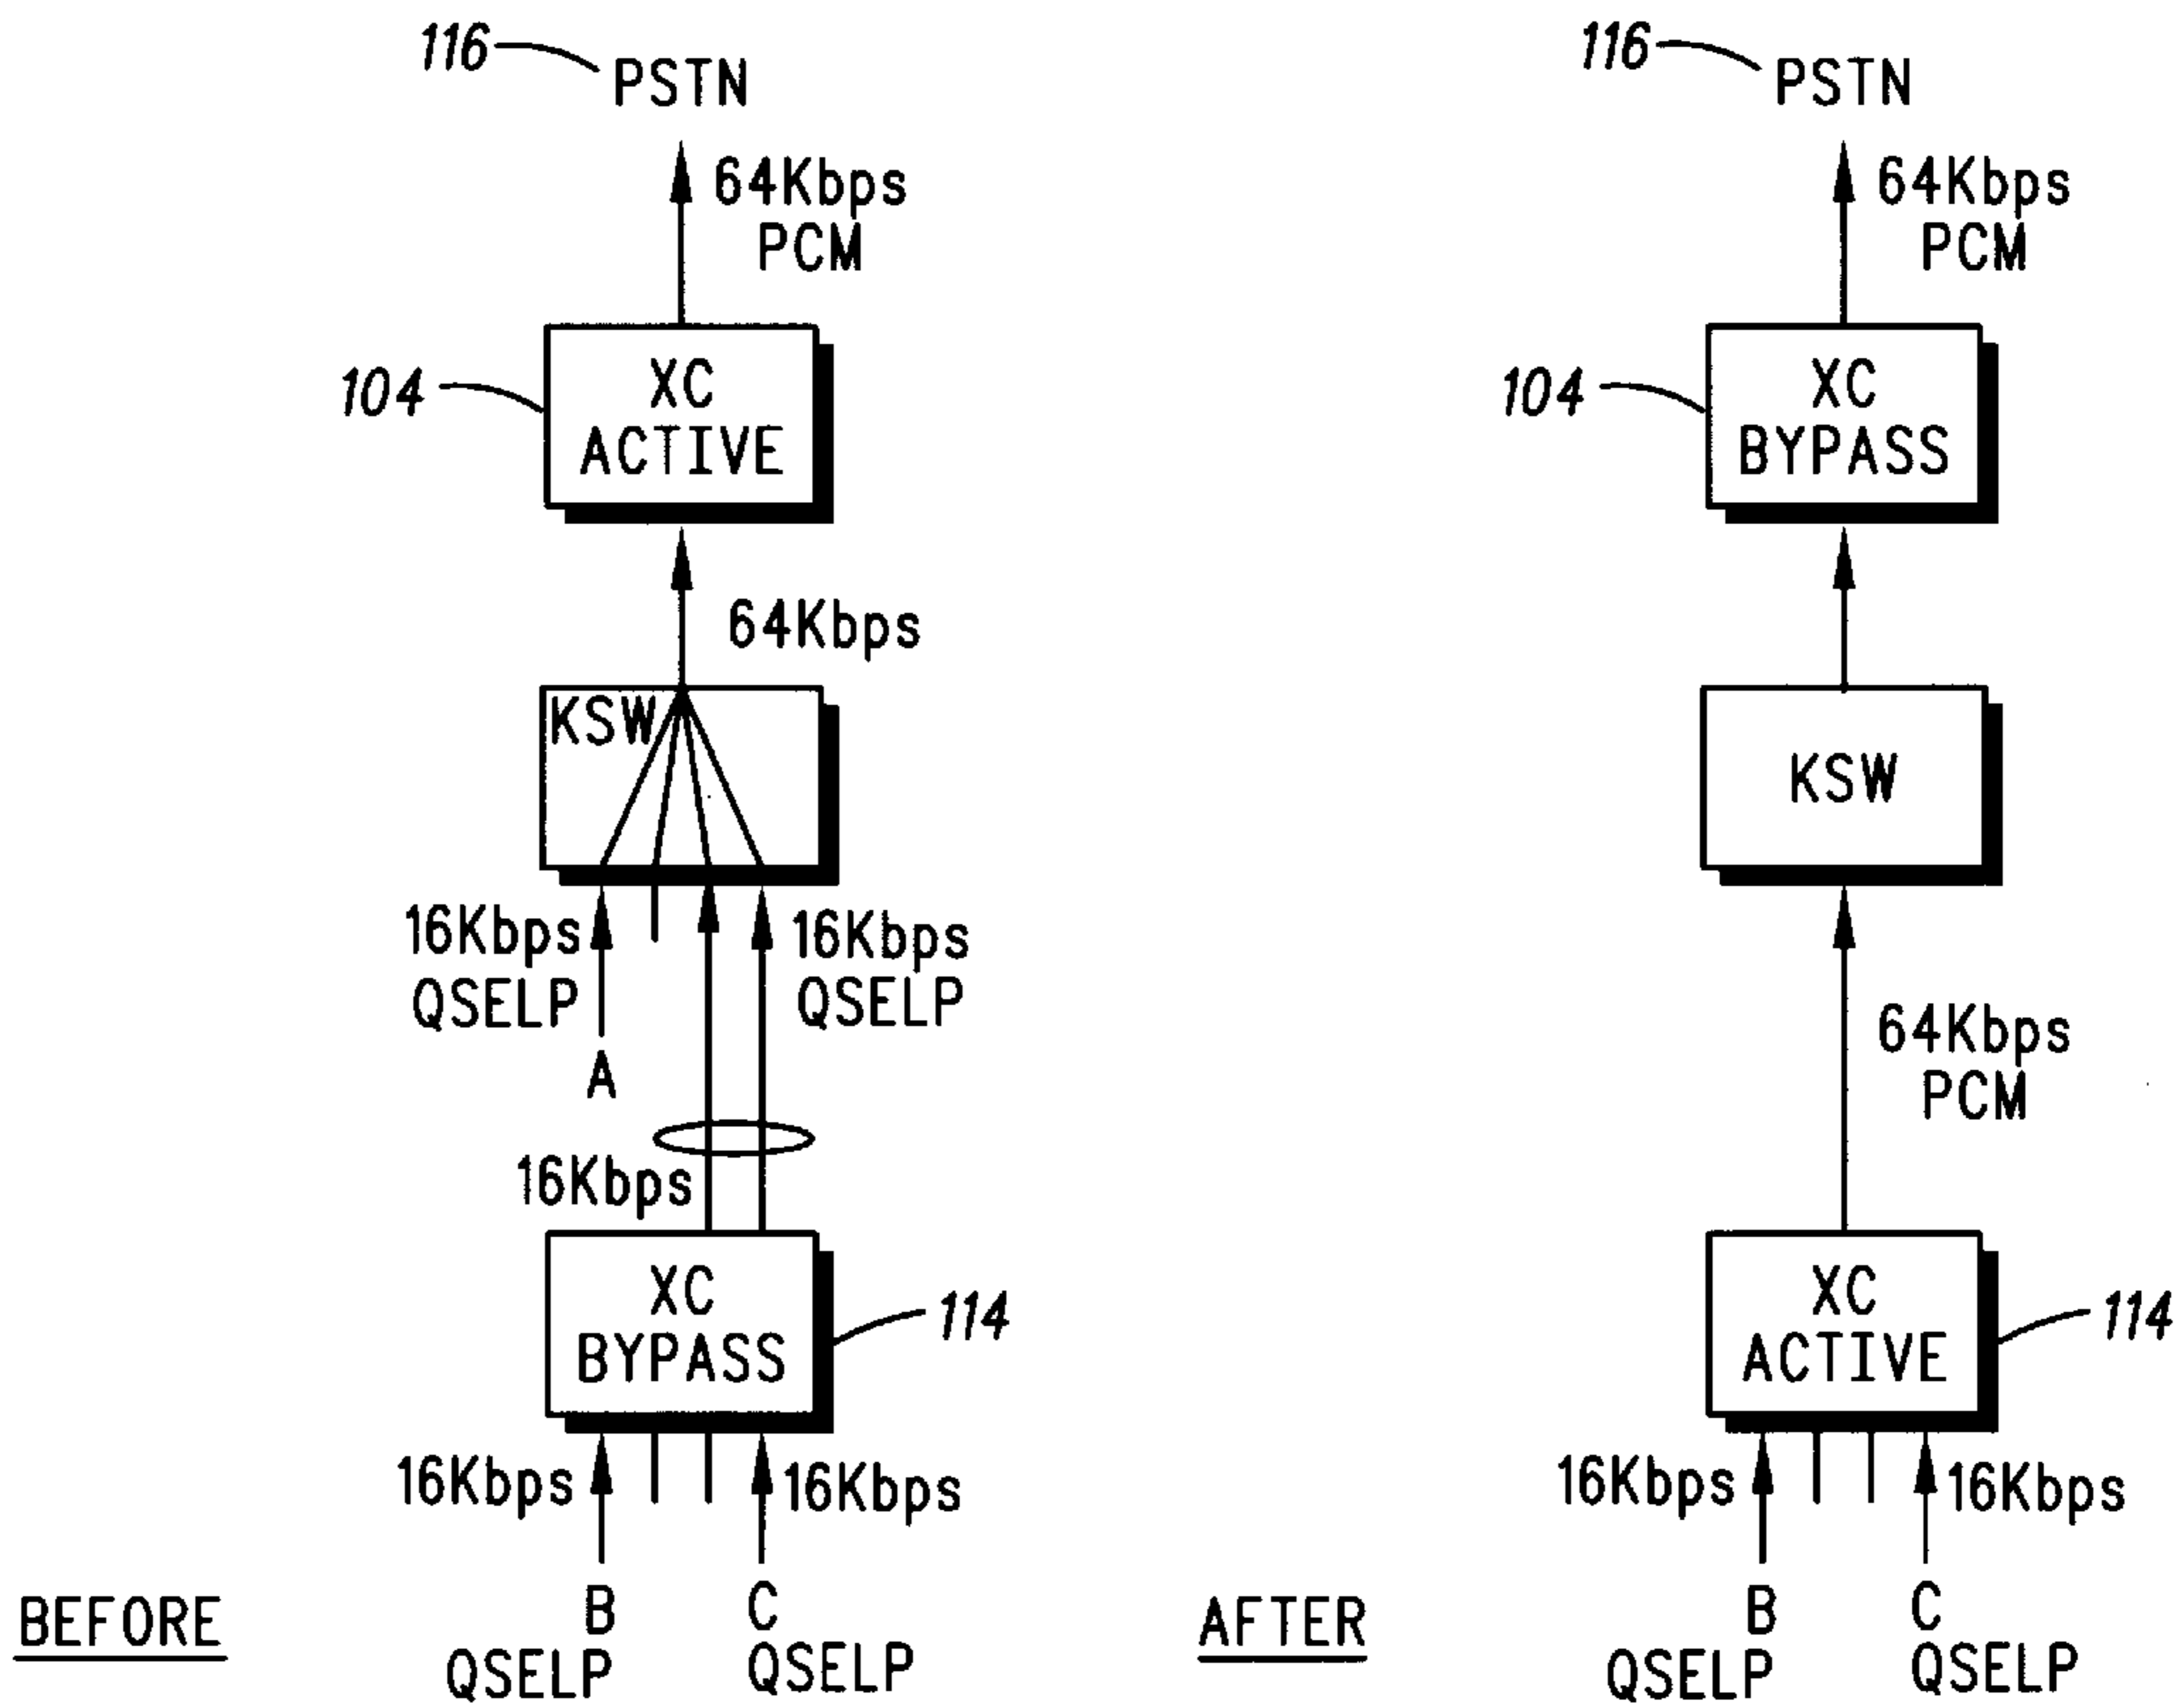 116
PSTN
64Kbps
PCM
104
XC
ACTIVE
64Kbps
KSW
16Kbps
QSELP
16Kbps
QSELP
A
16Kbps
XC
BYPASS
114
16Kbps
16Kbps
B
QSELP
C
QSELP
BEFORE
116
PSTN
64Kbps
PCM
104
XC
BYPASS
KSW
64Kbps
PCM
XC
ACTIVE
114
16Kbps
16Kbps
B
QSELP
C
QSELP
AFTER